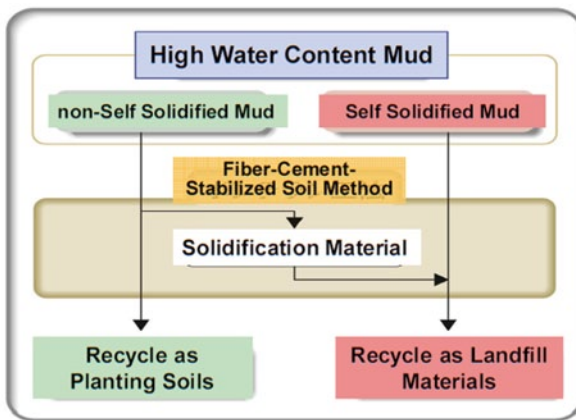 High Water Content Mud
non-Self Solidified Mud
Self Solidified Mud
Fiber-Cement-
Stabilized Soil Method
Solidification Material
Recycle as
Planting Soils
Recycle as Landfill
Materials